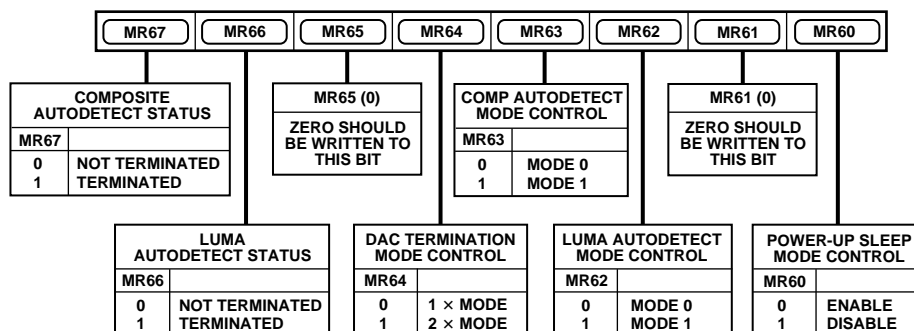 MR67 MR66 MR65 MR64 MR63 MR62 MR61 MR60
COMPOSITE
AUTODETECT STATUS
MR67
0 NOT TERMINATED
1 TERMINATED
MR65 (0)
ZERO SHOULD
BE WRITTEN TO
THIS BIT
COMP AUTODETECT
MODE CONTROL
MR63
0 MODE 0
1 MODE 1
MR61 (0)
ZERO SHOULD
BE WRITTEN TO
THIS BIT
LUMA
AUTODETECT STATUS
MR66
0 NOT TERMINATED
1 TERMINATED
DAC TERMINATION
MODE CONTROL
MR64
0 1 × MODE
1 2 × MODE
LUMA AUTODETECT
MODE CONTROL
MR62
0 MODE 0
1 MODE 1
POWER-UP SLEEP
MODE CONTROL
MR60
0 ENABLE
1 DISABLE